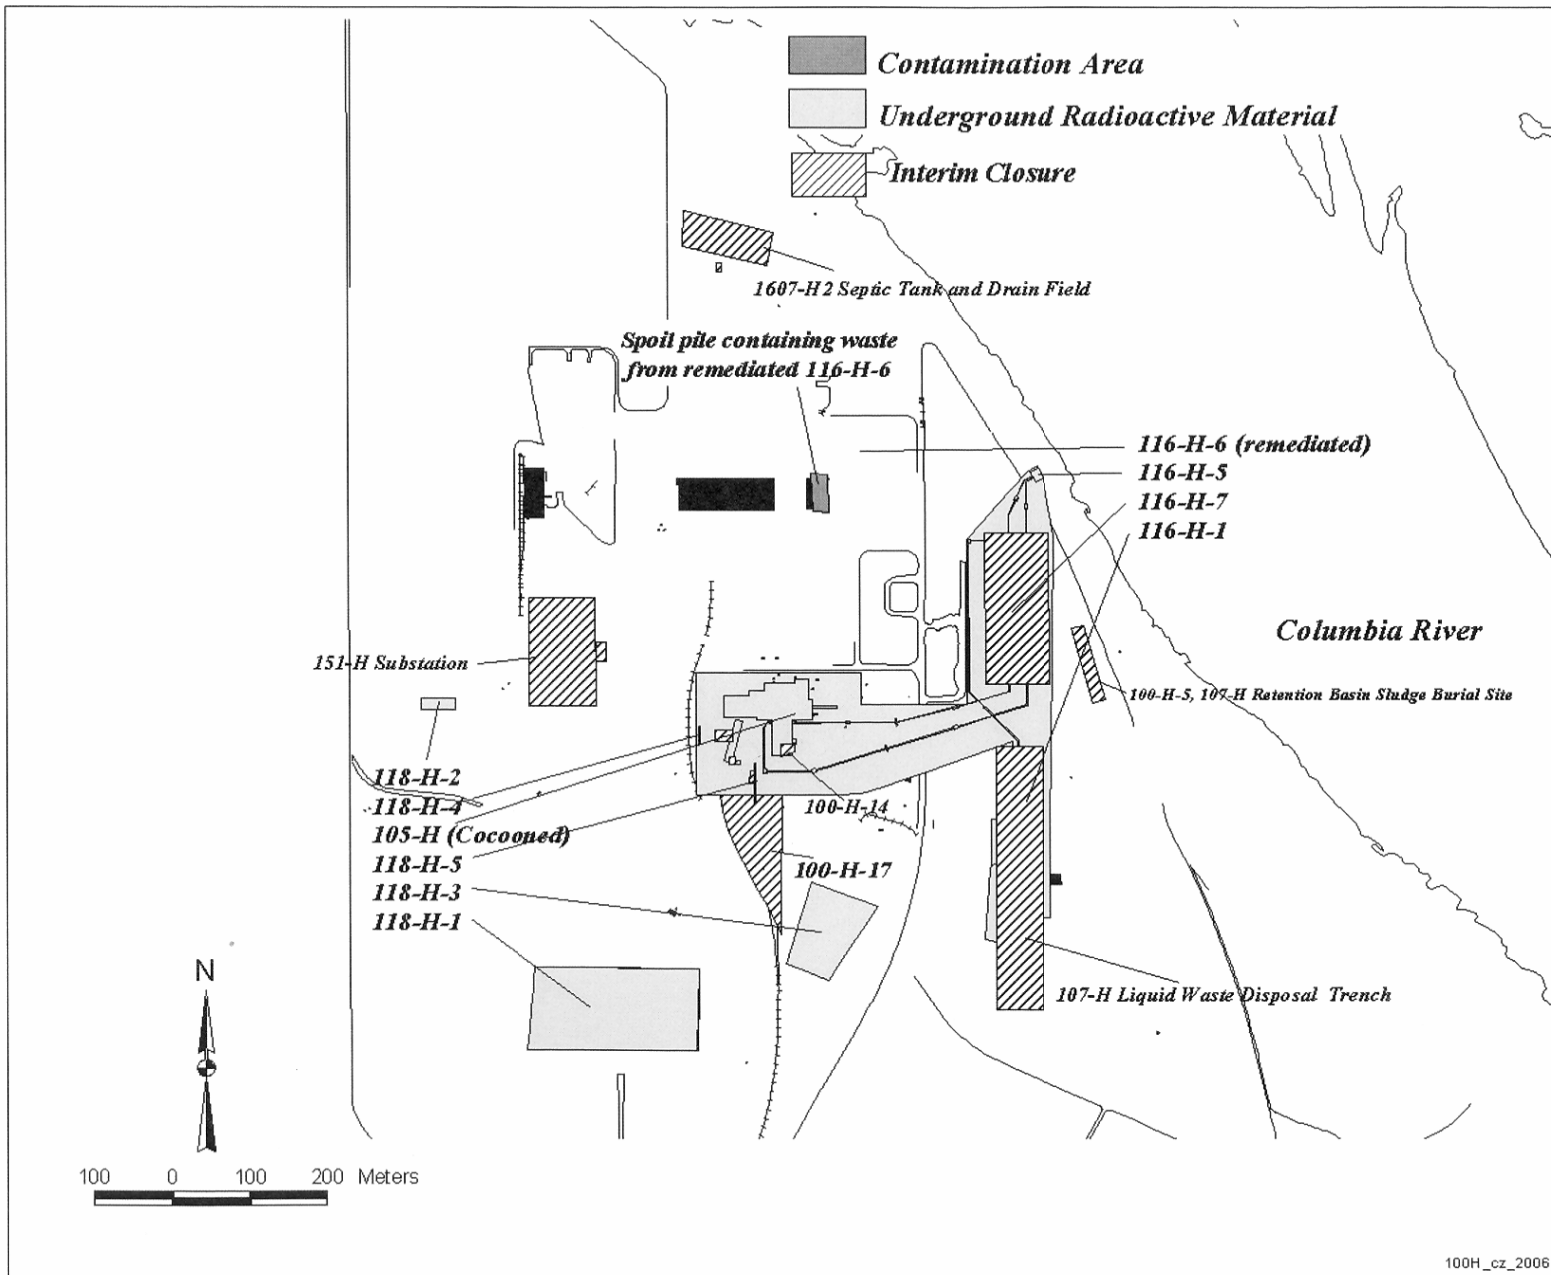 Contamination Area
Underground Radioactive Material
Interim Closure
1607-H2 Septic Tank and Drain Field
Spoil pile containing waste
from remediated 116-H-6
116-H-6 (remediated)
116-H-5
116-H-7
116-H-1
Columbia River
151-H Substation
100-H-5, 107-H Retention Basin Sludge Burial Site
118-H-2
118-H-4
105-H (Cocooned)
118-H-5
118-H-3
118-H-1
100-H-14
100-H-17
107-H Liquid Waste Disposal Trench
N
100 0 100 200 Meters
100H_cz_2006